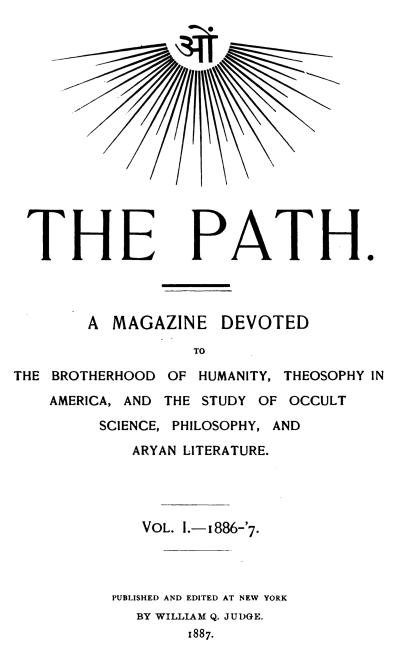 ओं
THE PATH.
A MAGAZINE DEVOTED
TO
THE BROTHERHOOD OF HUMANITY, THEOSOPHY IN
AMERICA, AND THE STUDY OF OCCULT
SCIENCE, PHILOSOPHY, AND
ARYAN LITERATURE.
VOL. I.—1886-'7.
PUBLISHED AND EDITED AT NEW YORK
BY WILLIAM Q. JUDGE.
1887.